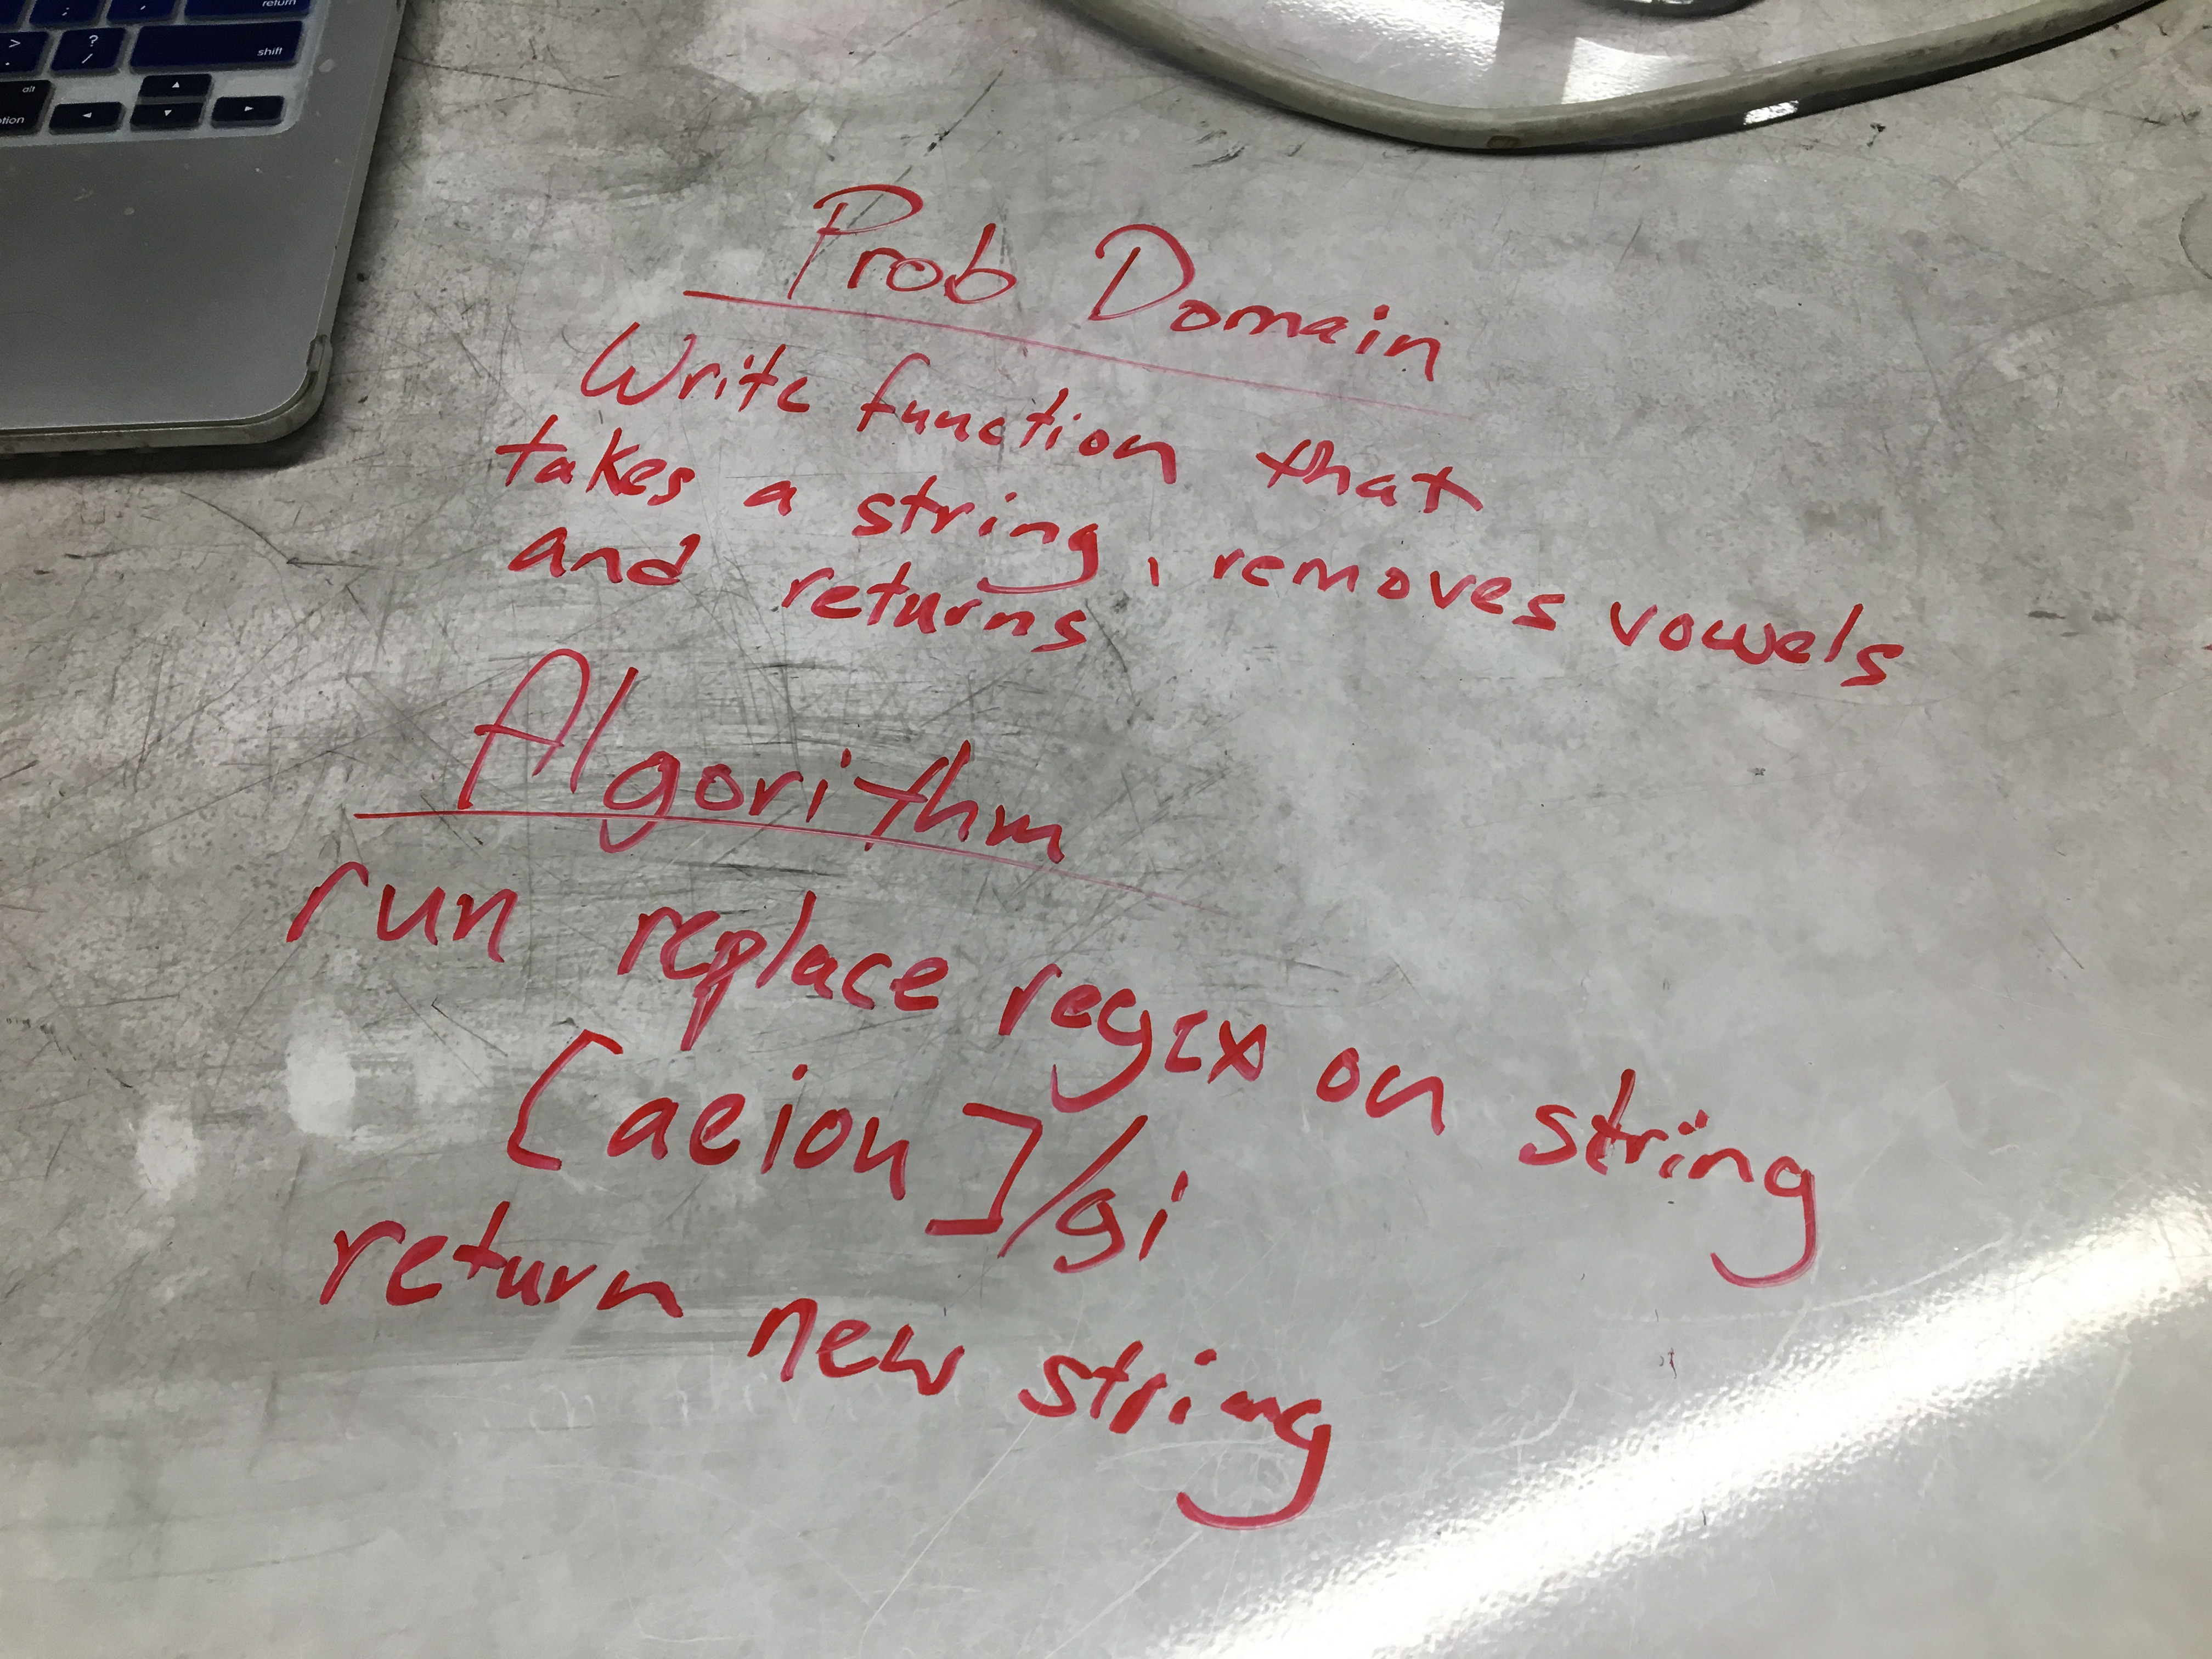 return
shift
alt
option
Prob Domain
Write function that
takes a string, removes vowels
and returns
Algorithm
run replace regex on string
[aeiou]/gi
return new string